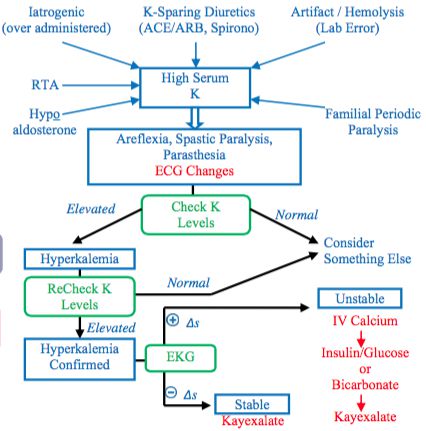 Iatrogenic
(over administered)
K-Sparing Diuretics
(ACE/ARB, Spirono)
Artifact / Hemolysis
(Lab Error)
RTA
High Serum
K
Hypo
aldosterone
Familial Periodic
Paralysis
Areflexia, Spastic Paralysis,
Parasthesia
ECG Changes
Elevated
Check K
Levels
Normal
Hyperkalemia
Consider
Something Else
ReCheck K
Levels
Normal
Elevated
Unstable
IV Calcium
Hyperkalemia
Confirmed
EKG
⊕ Δs
Insulin/Glucose
or
Bicarbonate
⊖ Δs
Stable
Kayexalate
Kayexalate